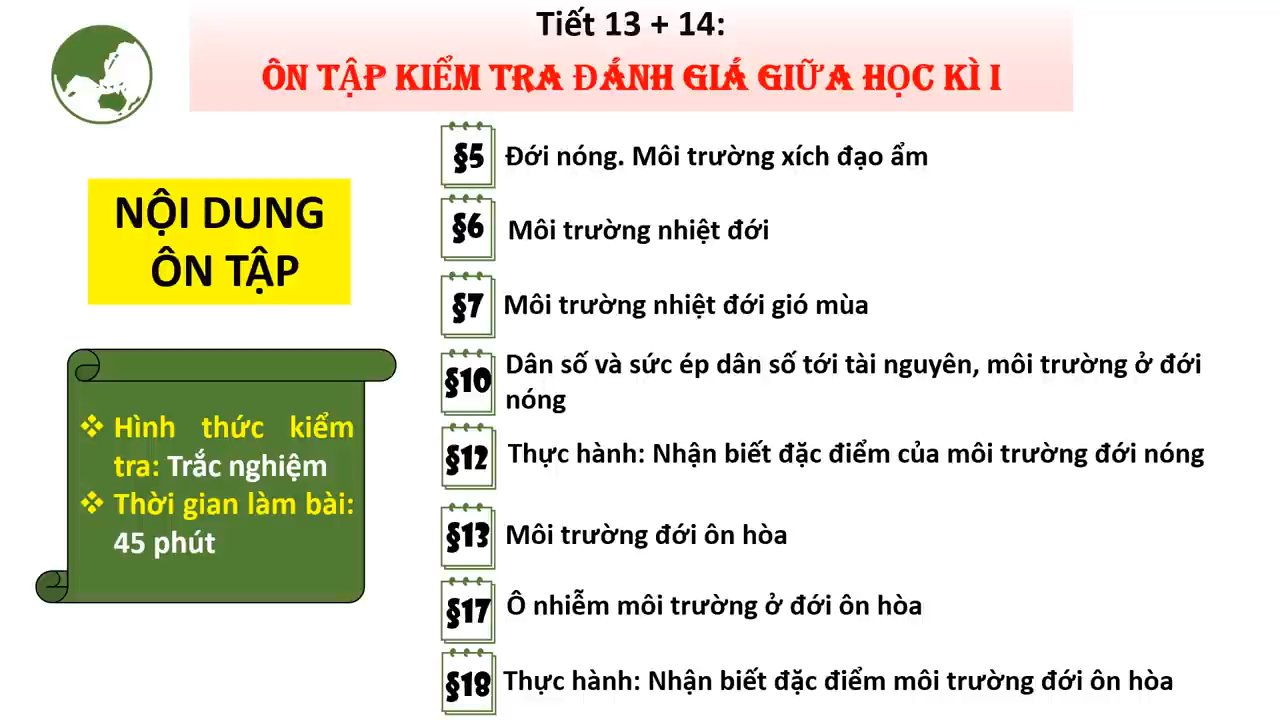 Tiết 13 + 14:
ÔN TẬP KIỂM TRA ĐÁNH GIÁ GIỮA HỌC KÌ I
NỘI DUNG
ÔN TẬP
❖ Hình thức kiểm
tra: Trắc nghiệm
❖ Thời gian làm bài:
45 phút
§5 Đới nóng. Môi trường xích đạo ẩm
§6 Môi trường nhiệt đới
§7 Môi trường nhiệt đới gió mùa
§10 Dân số và sức ép dân số tới tài nguyên, môi trường ở đới
nóng
§12 Thực hành: Nhận biết đặc điểm của môi trường đới nóng
§13 Môi trường đới ôn hòa
§17 Ô nhiễm môi trường ở đới ôn hòa
§18 Thực hành: Nhận biết đặc điểm môi trường đới ôn hòa